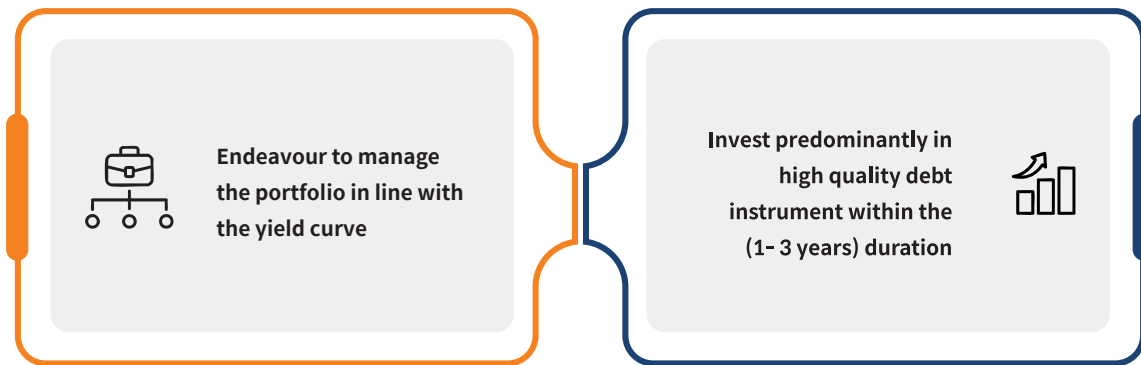 Endeavour to manage
the portfolio in line with
the yield curve
Invest predominantly in
high quality debt
instrument within the
(1- 3 years) duration